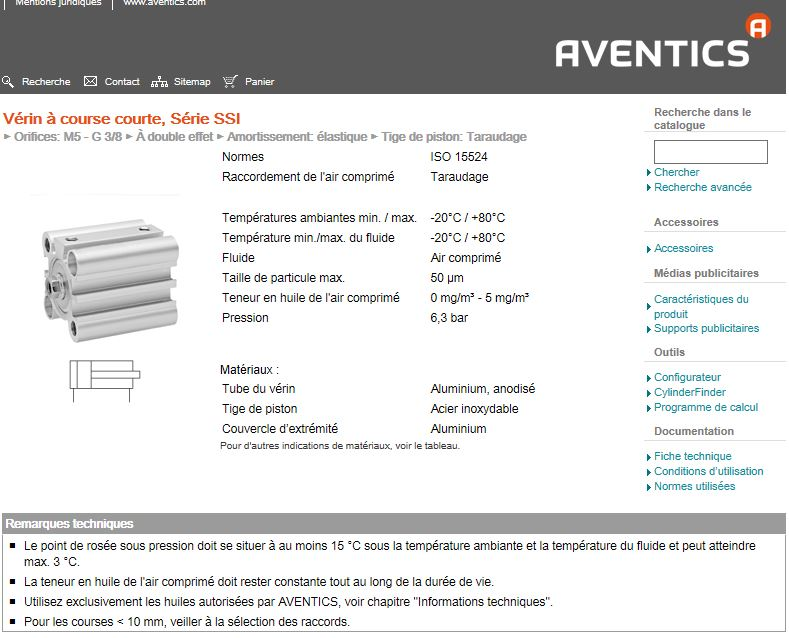 Mentions juridiques
www.aventics.com
A
AVENTICS
Recherche Contact Sitemap Panier
Vérin à course courte, Série SSI
Orifices: M5 - G 3/8 À double effet Amortissement: élastique Tige de piston: Taraudage
Normes ISO 15524
Raccordement de l'air comprimé Taraudage
Températures ambiantes min. / max. -20°C / +80°C
Température min./max. du fluide -20°C / +80°C
Fluide Air comprimé
Taille de particule max. 50 µm
Teneur en huile de l'air comprimé 0 mg/m³ - 5 mg/m³
Pression 6,3 bar
Matériaux :
Tube du vérin Aluminium, anodisé
Tige de piston Acier inoxydable
Couvercle d'extrémité Aluminium
Pour d'autres indications de matériaux, voir le tableau.
Recherche dans le
catalogue
Chercher
Recherche avancée
Accessoires
Accessoires
Médias publicitaires
Caractéristiques du
produit
Supports publicitaires
Outils
Configurateur
CylinderFinder
Programme de calcul
Documentation
Fiche technique
Conditions d'utilisation
Normes utilisées
Remarques techniques
Le point de rosée sous pression doit se situer à au moins 15 °C sous la température ambiante et la température du fluide et peut atteindre
max. 3 °C.
La teneur en huile de l'air comprimé doit rester constante tout au long de la durée de vie.
Utilisez exclusivement les huiles autorisées par AVENTICS, voir chapitre "Informations techniques".
Pour les courses < 10 mm, veiller à la sélection des raccords.